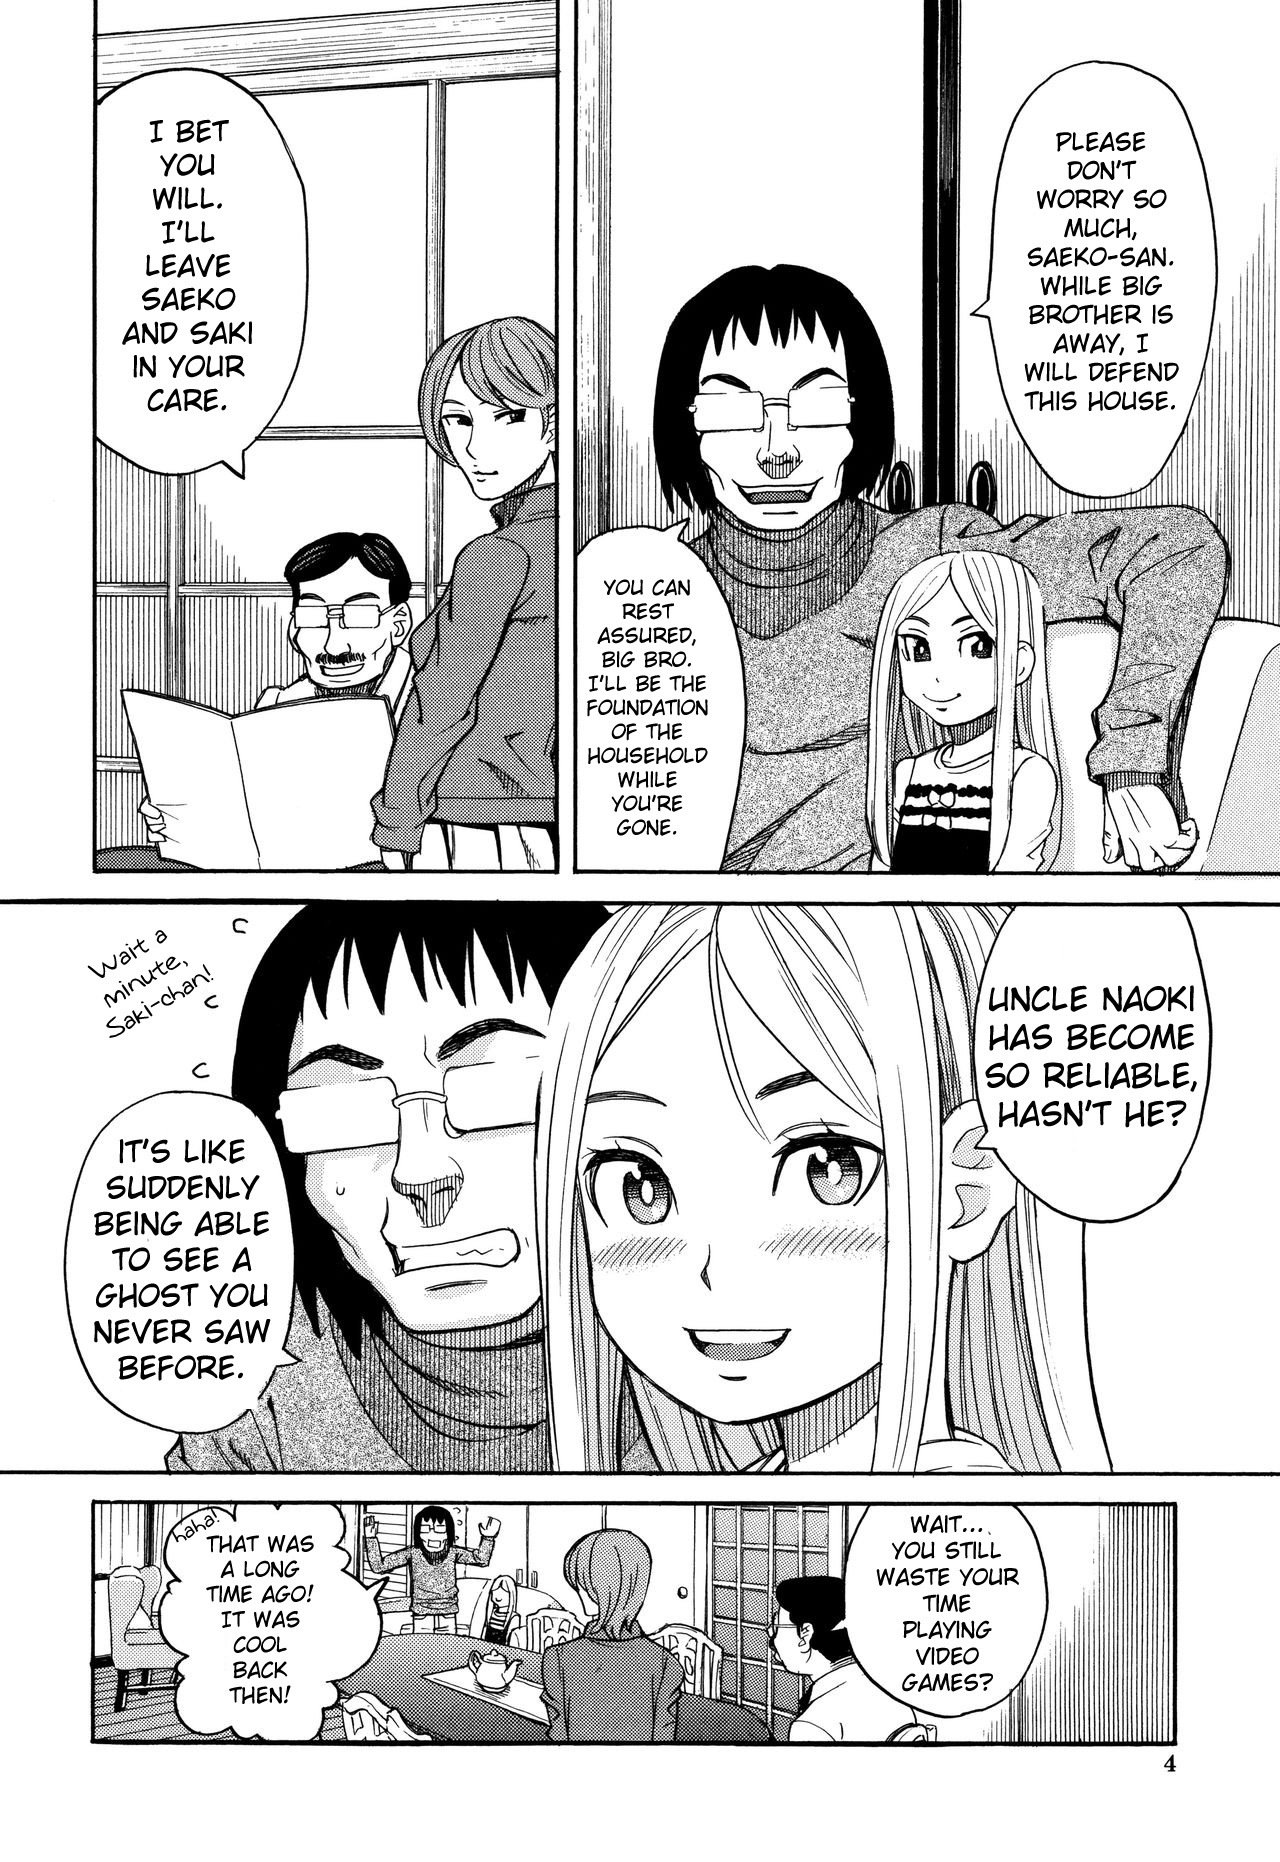 PLEASE
DON'T
WORRY SO
MUCH,
SAEKO-SAN.
WHILE BIG
BROTHER IS
AWAY, I
WILL DEFEND
THIS HOUSE.
YOU CAN
REST
ASSURED,
BIG BRO.
I'LL BE THE
FOUNDATION
OF THE
HOUSEHOLD
WHILE
YOU'RE
GONE.
I BET
YOU
WILL.
I'LL
LEAVE
SAEKO
AND SAKI
IN YOUR
CARE.
UNCLE NAOKI
HAS BECOME
SO RELIABLE,
HASN'T HE?
Wait a
minute,
Saki-chan!
IT'S LIKE
SUDDENLY
BEING ABLE
TO SEE A
GHOST YOU
NEVER SAW
BEFORE.
WAIT...
YOU STILL
WASTE YOUR
TIME
PLAYING
VIDEO
GAMES?
haha!
THAT WAS
A LONG
TIME AGO!
IT WAS
COOL
BACK
THEN!
4